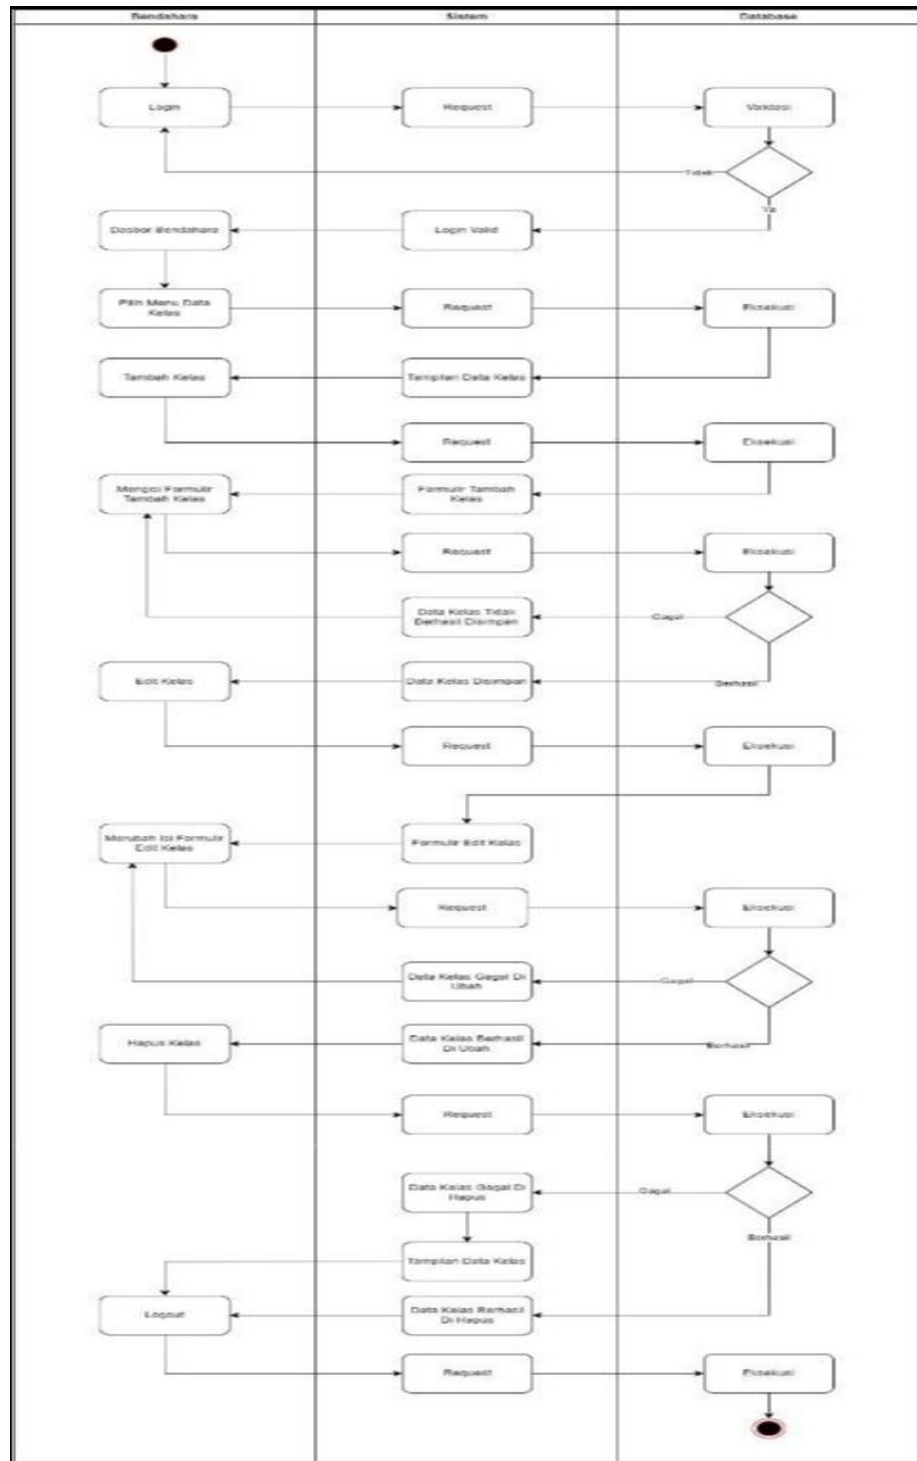 Bendahara
Sistem
Database
Login
Request
Validasi
Tidak
Ya
Dasbor Bendahara
Login Valid
Pilih Menu Data
Kelas
Request
Eksekusi
Tambah Kelas
Tampilan Data Kelas
Request
Eksekusi
Mengisi Formulir
Tambah Kelas
Formulir Tambah
Kelas
Request
Eksekusi
Data Kelas Tidak
Berhasil Disimpan
Gagal
Edit Kelas
Data Kelas Disimpan
Berhasil
Request
Eksekusi
Merubah Isi Formulir
Edit Kelas
Formulir Edit Kelas
Request
Eksekusi
Data Kelas Gagal Di
Ubah
Gagal
Hapus Kelas
Data Kelas Berhasil
Di Ubah
Berhasil
Request
Eksekusi
Data Kelas Gagal Di
Hapus
Gagal
Berhasil
Tampilan Data Kelas
Logout
Data Kelas Berhasil
Di Hapus
Request
Eksekusi